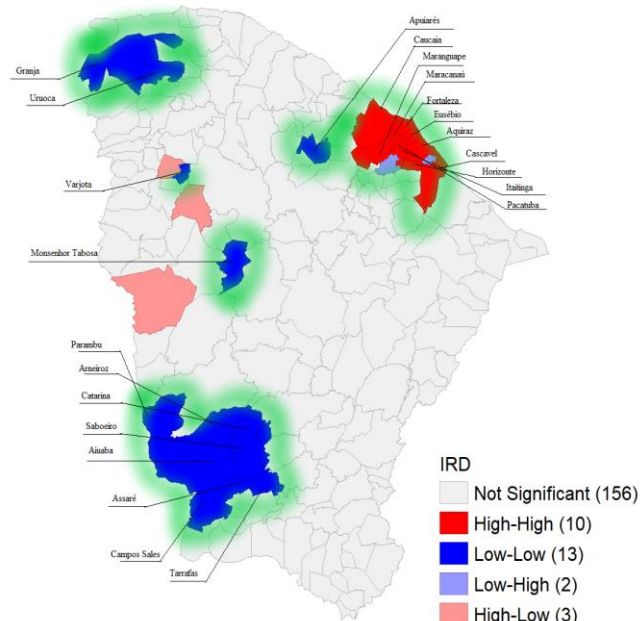 Apuiarés
Caucaia
Maranguape
Maracanaú
Fortaleza
Eusébio
Aquiraz
Cascavel
Horizonte
Itaitinga
Pacatuba
Granja
Uruoca
Varjota
Monsenhor Tabosa
Parambu
Arneiroz
Catarina
Saboeiro
Aiuaba
Assaré
Campos Sales
Tarrafas
IRD
Not Significant (156)
High-High (10)
Low-Low (13)
Low-High (2)
High-Low (3)